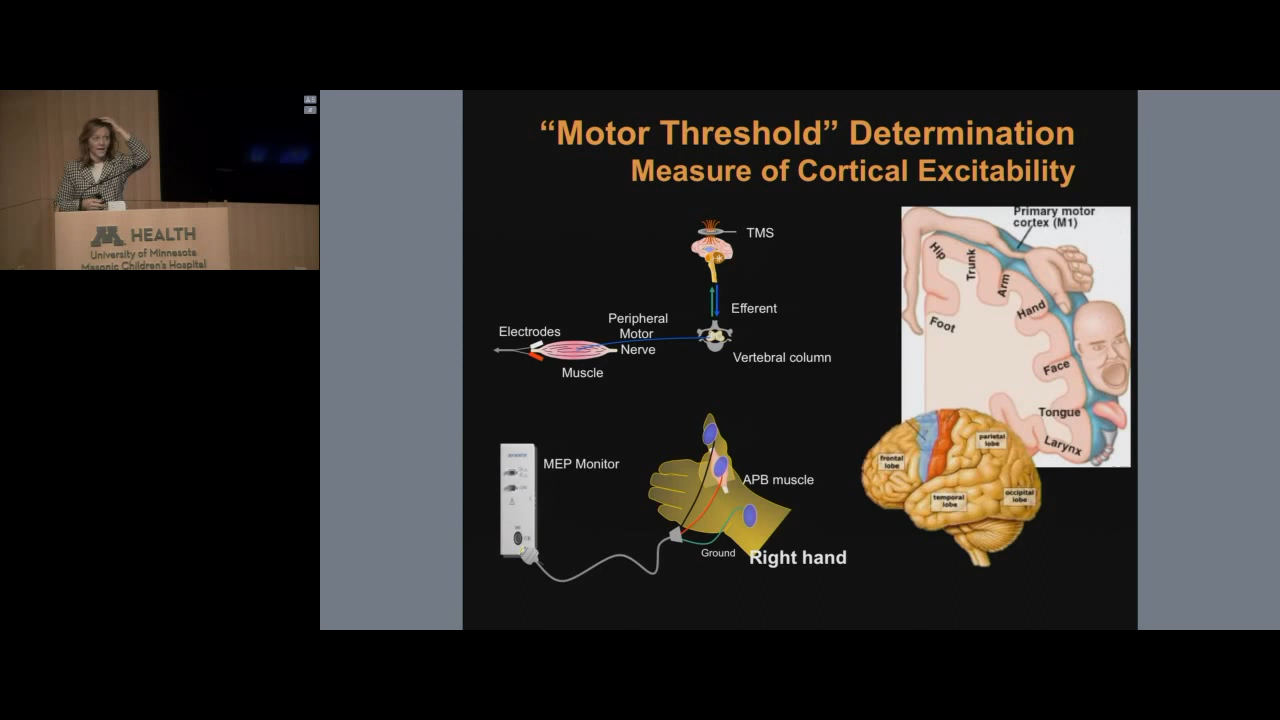 HEALTH
University of Minnesota
Masonic Children's Hospital
“Motor Threshold” Determination
Measure of Cortical Excitability
TMS
Efferent
Peripheral
Motor
Nerve
Electrodes
Muscle
Vertebral column
MEP Monitor
APB muscle
Ground
Right hand
Primary motor
cortex (M1)
Hip
Trunk
Arm
Hand
Foot
Face
Tongue
Larynx
frontal
lobe
parietal
lobe
temporal
lobe
occipital
lobe